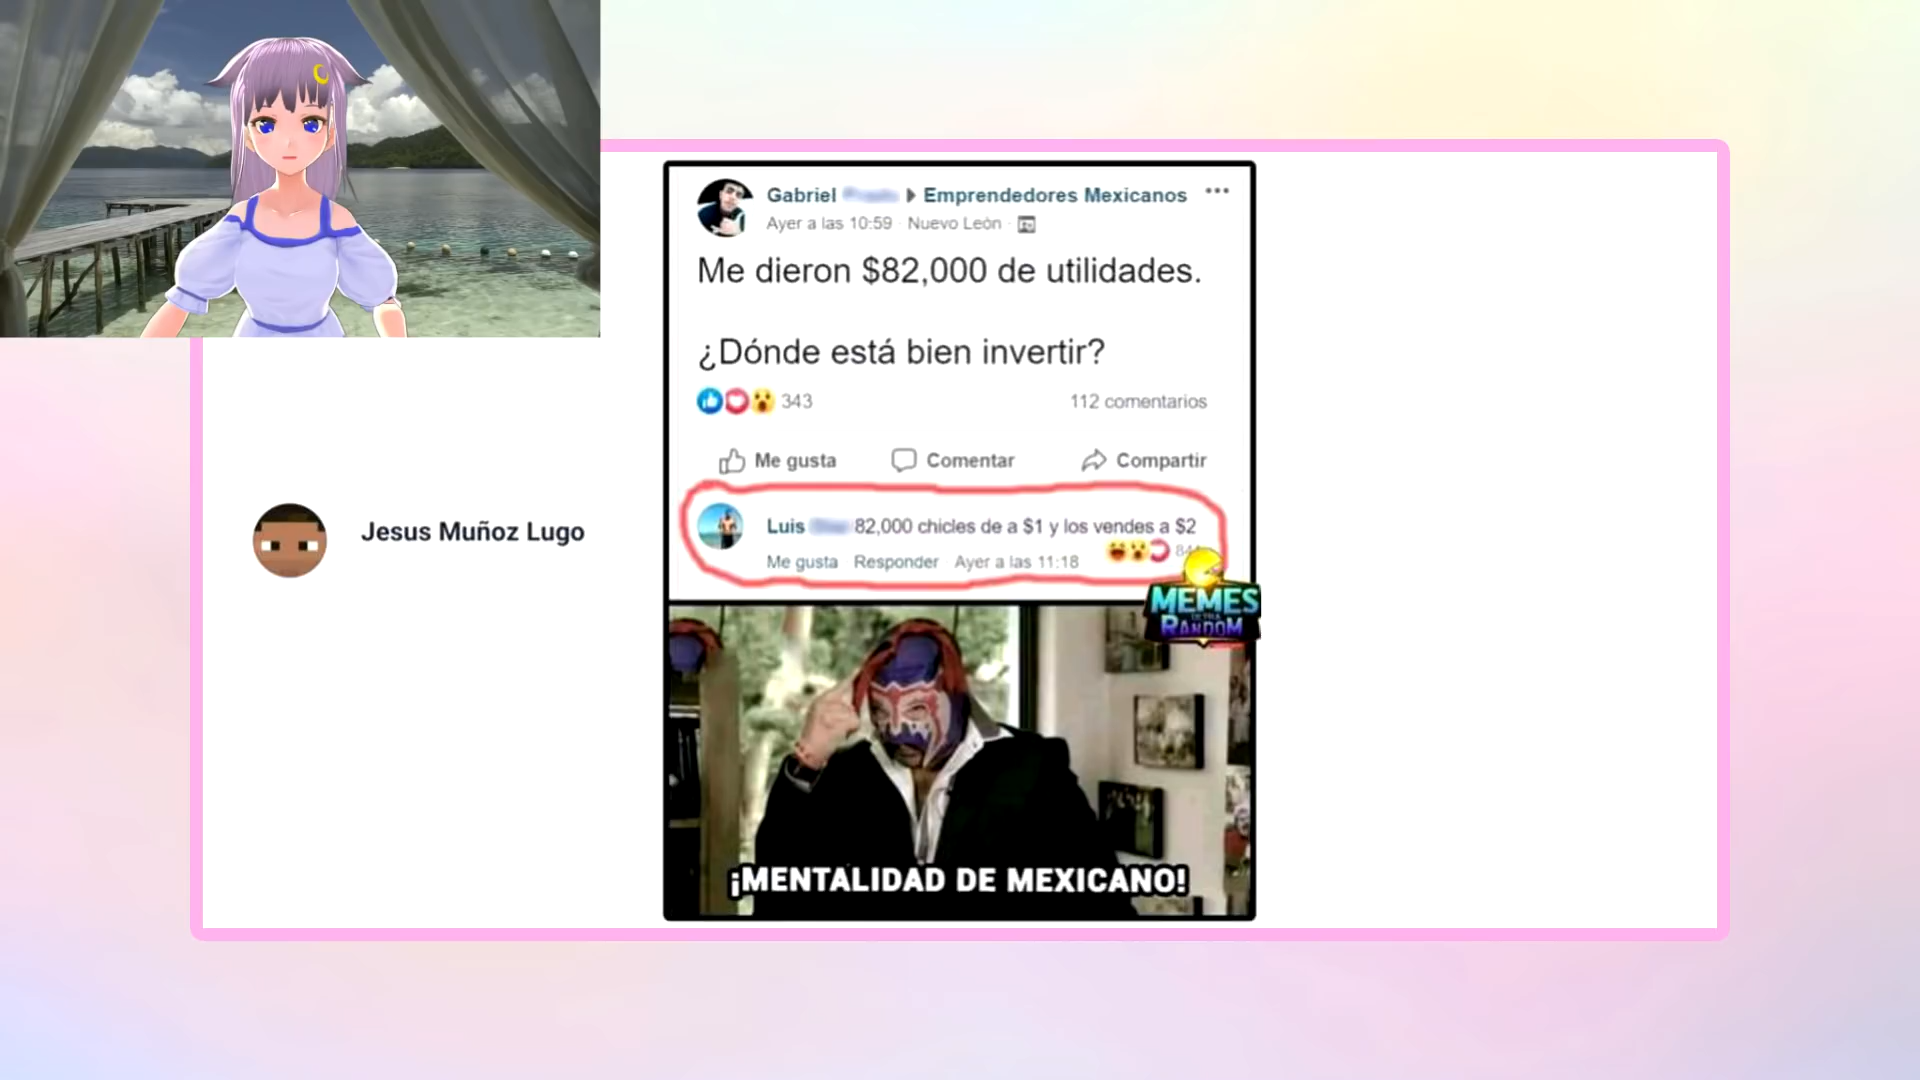 Gabriel Emprendedores Mexicanos
Ayer a las 10:59 · Nuevo León ·
Me dieron $82,000 de utilidades.
¿Dónde está bien invertir?
343 112 comentarios
Me gusta Comentar Compartir
Jesus Muñoz Lugo
Luis 82,000 chicles de a $1 y los vendes a $2
Me gusta Responder Ayer a las 11:18
MEMES
RANDOM
¡MENTALIDAD DE MEXICANO!